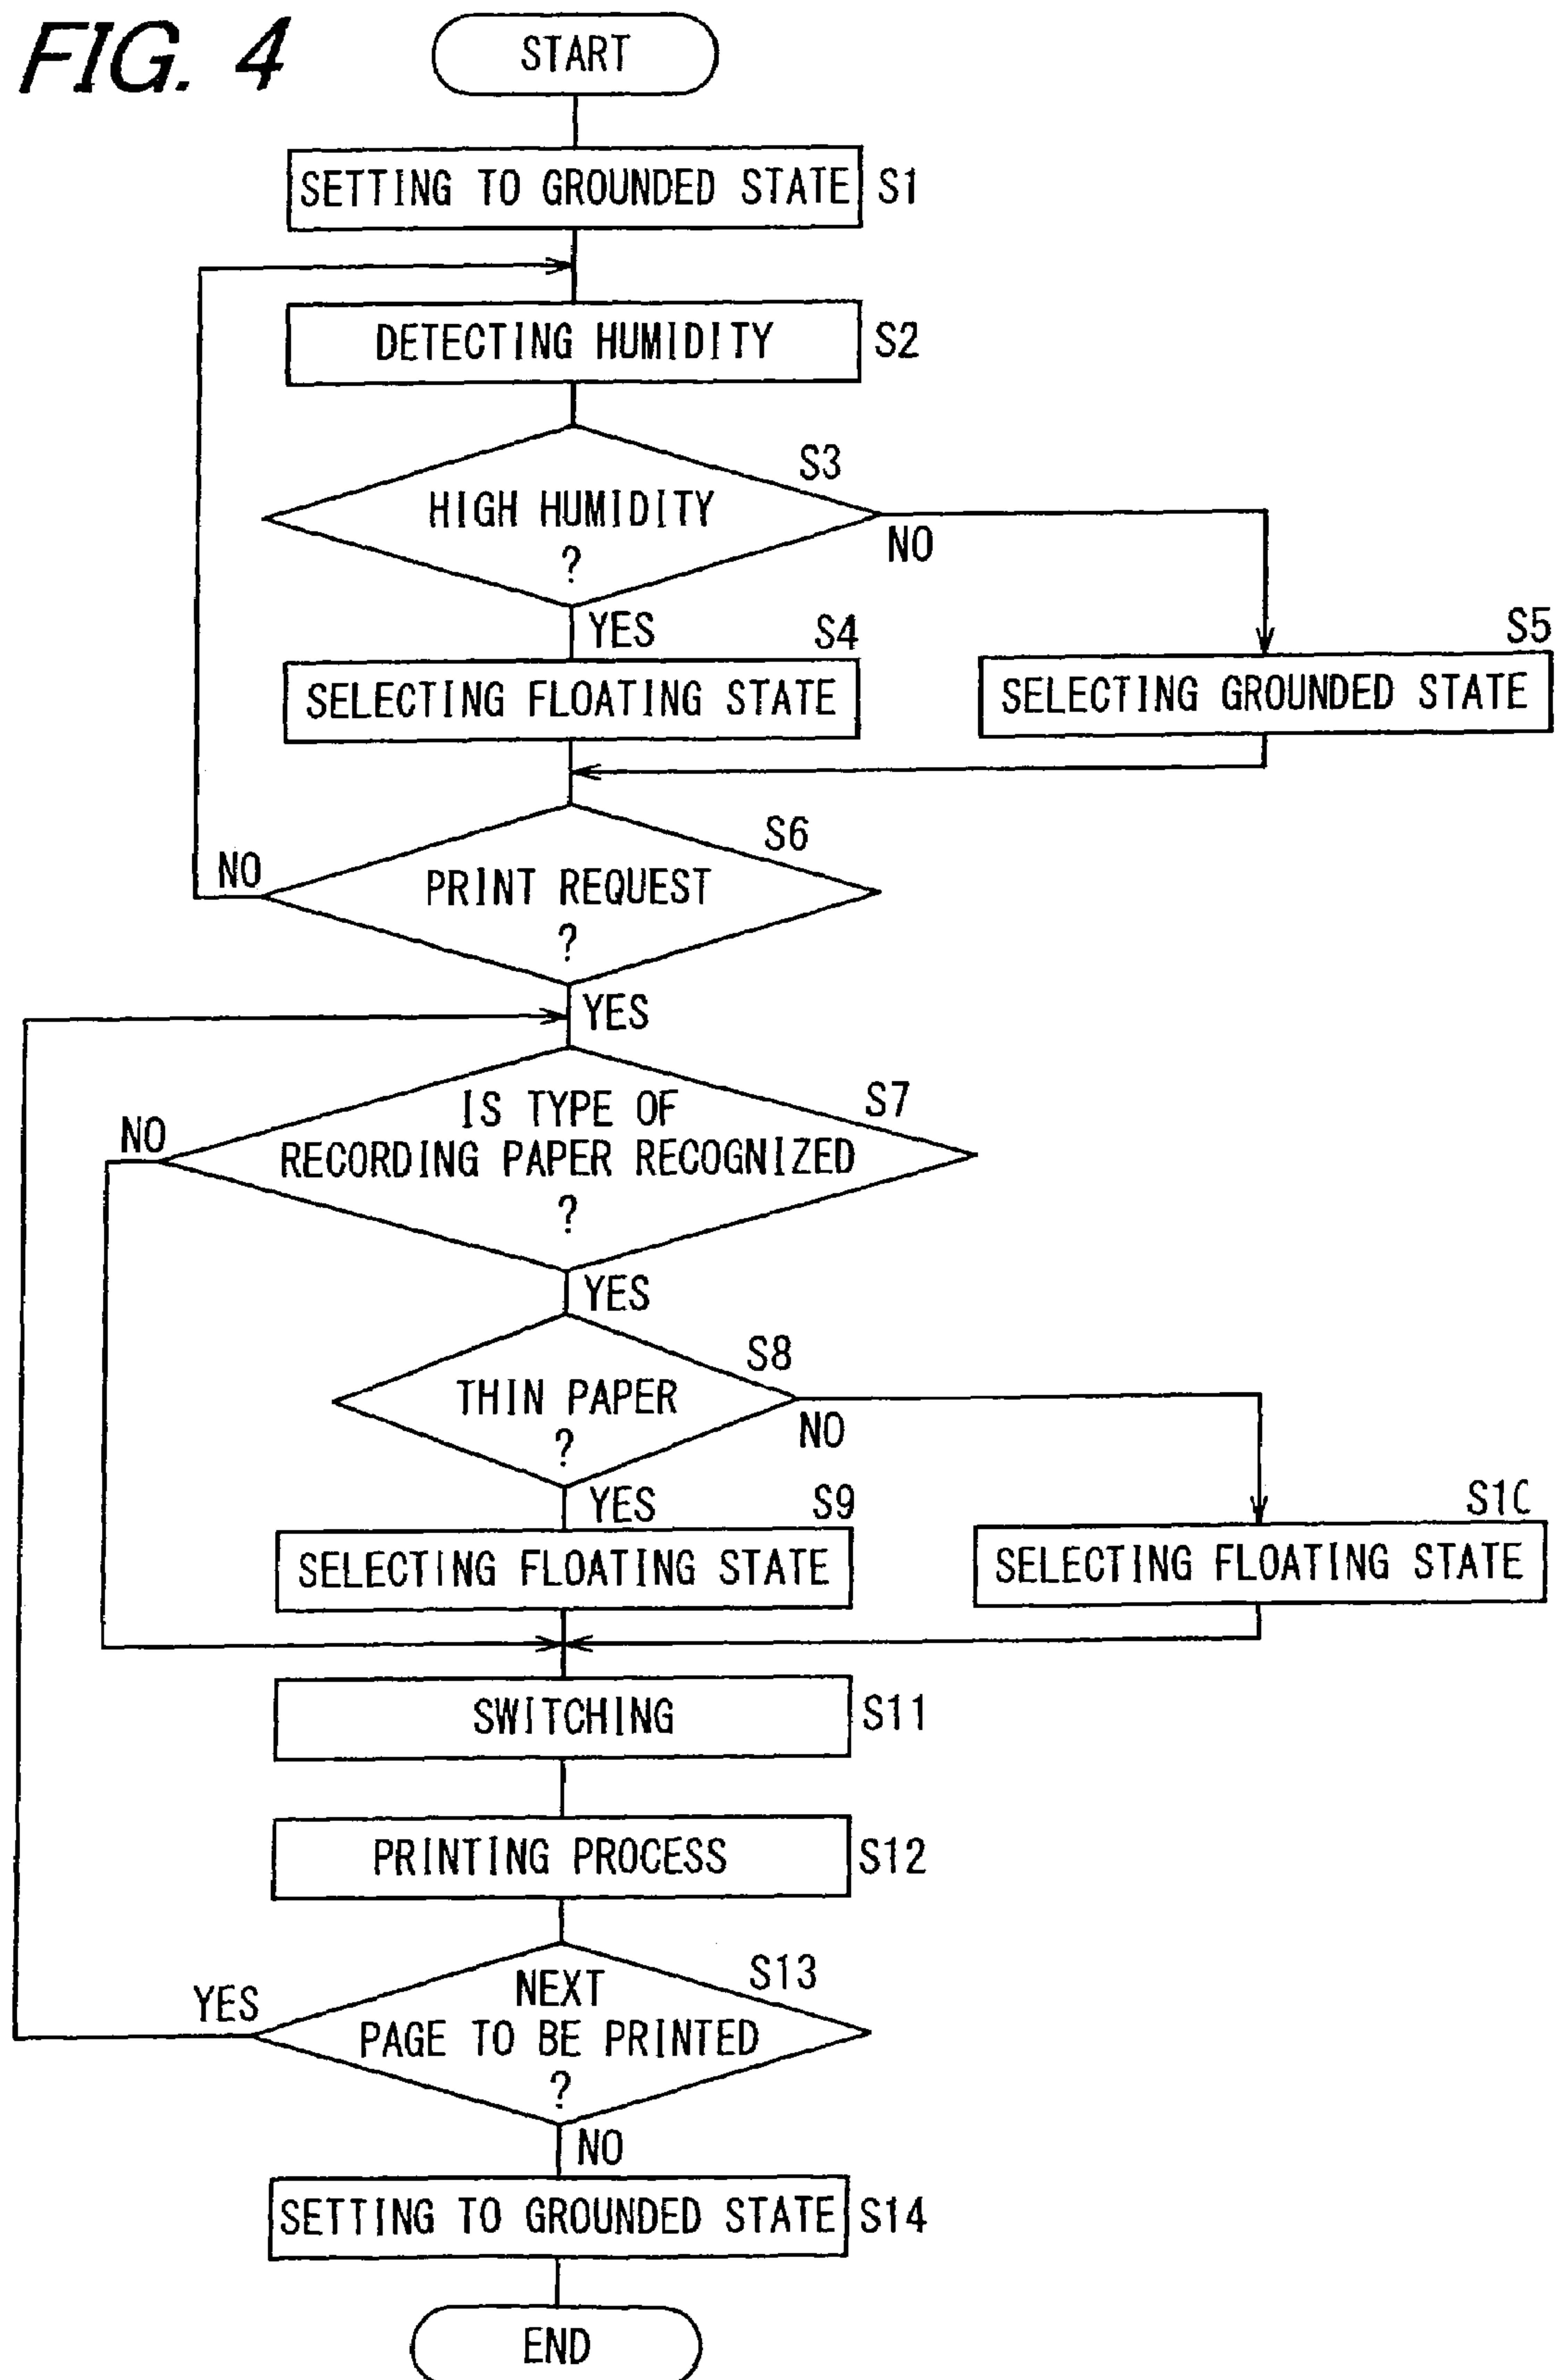 FIG. 4
START
SETTING TO GROUNDED STATE S1
DETECTING HUMIDITY S2
S3
HIGH HUMIDITY
?
NO
YES
S4
S5
SELECTING FLOATING STATE
SELECTING GROUNDED STATE
S6
NO
PRINT REQUEST
?
YES
S7
IS TYPE OF
NO
RECORDING PAPER RECOGNIZED
?
YES
S8
THIN PAPER
?
NO
YES
S9
S10
SELECTING FLOATING STATE
SELECTING FLOATING STATE
SWITCHING S11
PRINTING PROCESS S12
S13
NEXT
YES
PAGE TO BE PRINTED
?
NO
SETTING TO GROUNDED STATE S14
END